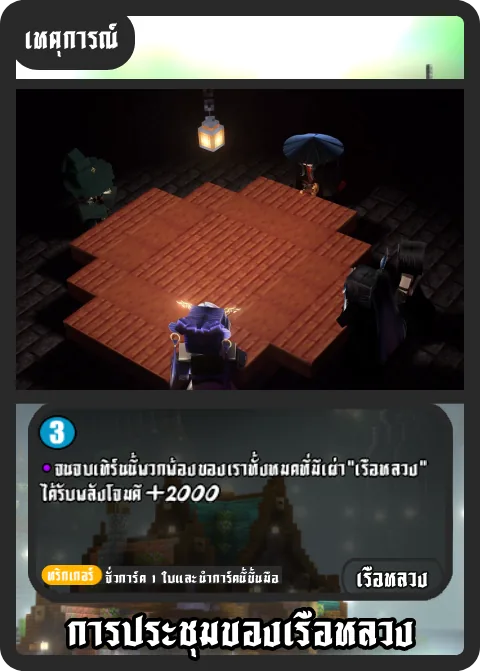 เหตุการณ์
3
จนจบเทิร์นนี้พวกพ้องของเราทั้งหมดที่มีเผ่า "เรือหลวง"
ได้รับพลังโจมตี +2000
ทริกเกอร์ จั่วการ์ด 1 ใบและนำการ์ดนี้ขึ้นมือ
เรือหลวง
การประชุมของเรือหลวง